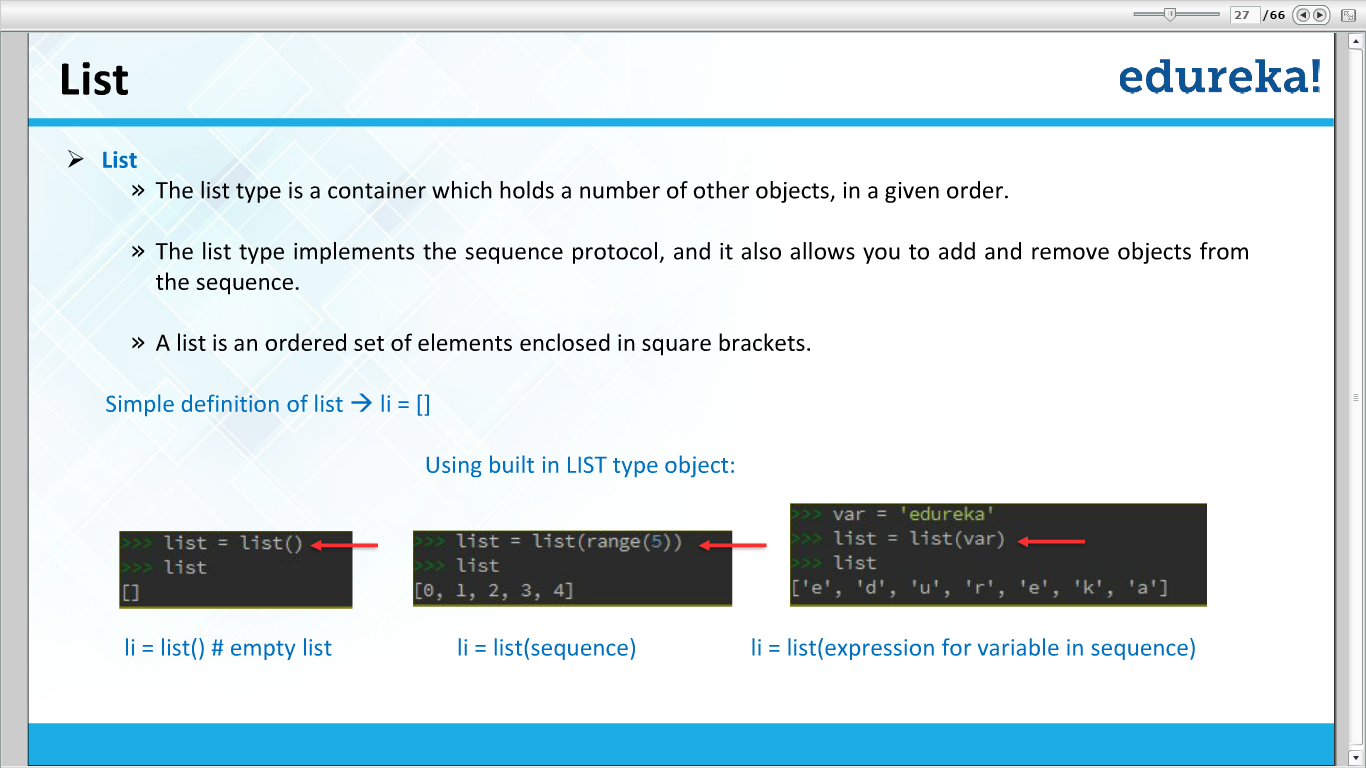 27 /66
List
edureka!
➢ List
» The list type is a container which holds a number of other objects, in a given order.
» The list type implements the sequence protocol, and it also allows you to add and remove objects from
the sequence.
» A list is an ordered set of elements enclosed in square brackets.
Simple definition of list → li = []
Using built in LIST type object:
>>> list = list()
>>> list
[]
>>> list = list(range(5))
>>> list
[0, 1, 2, 3, 4]
>>> var = 'edureka'
>>> list = list(var)
>>> list
['e', 'd', 'u', 'r', 'e', 'k', 'a']
li = list() # empty list
li = list(sequence)
li = list(expression for variable in sequence)